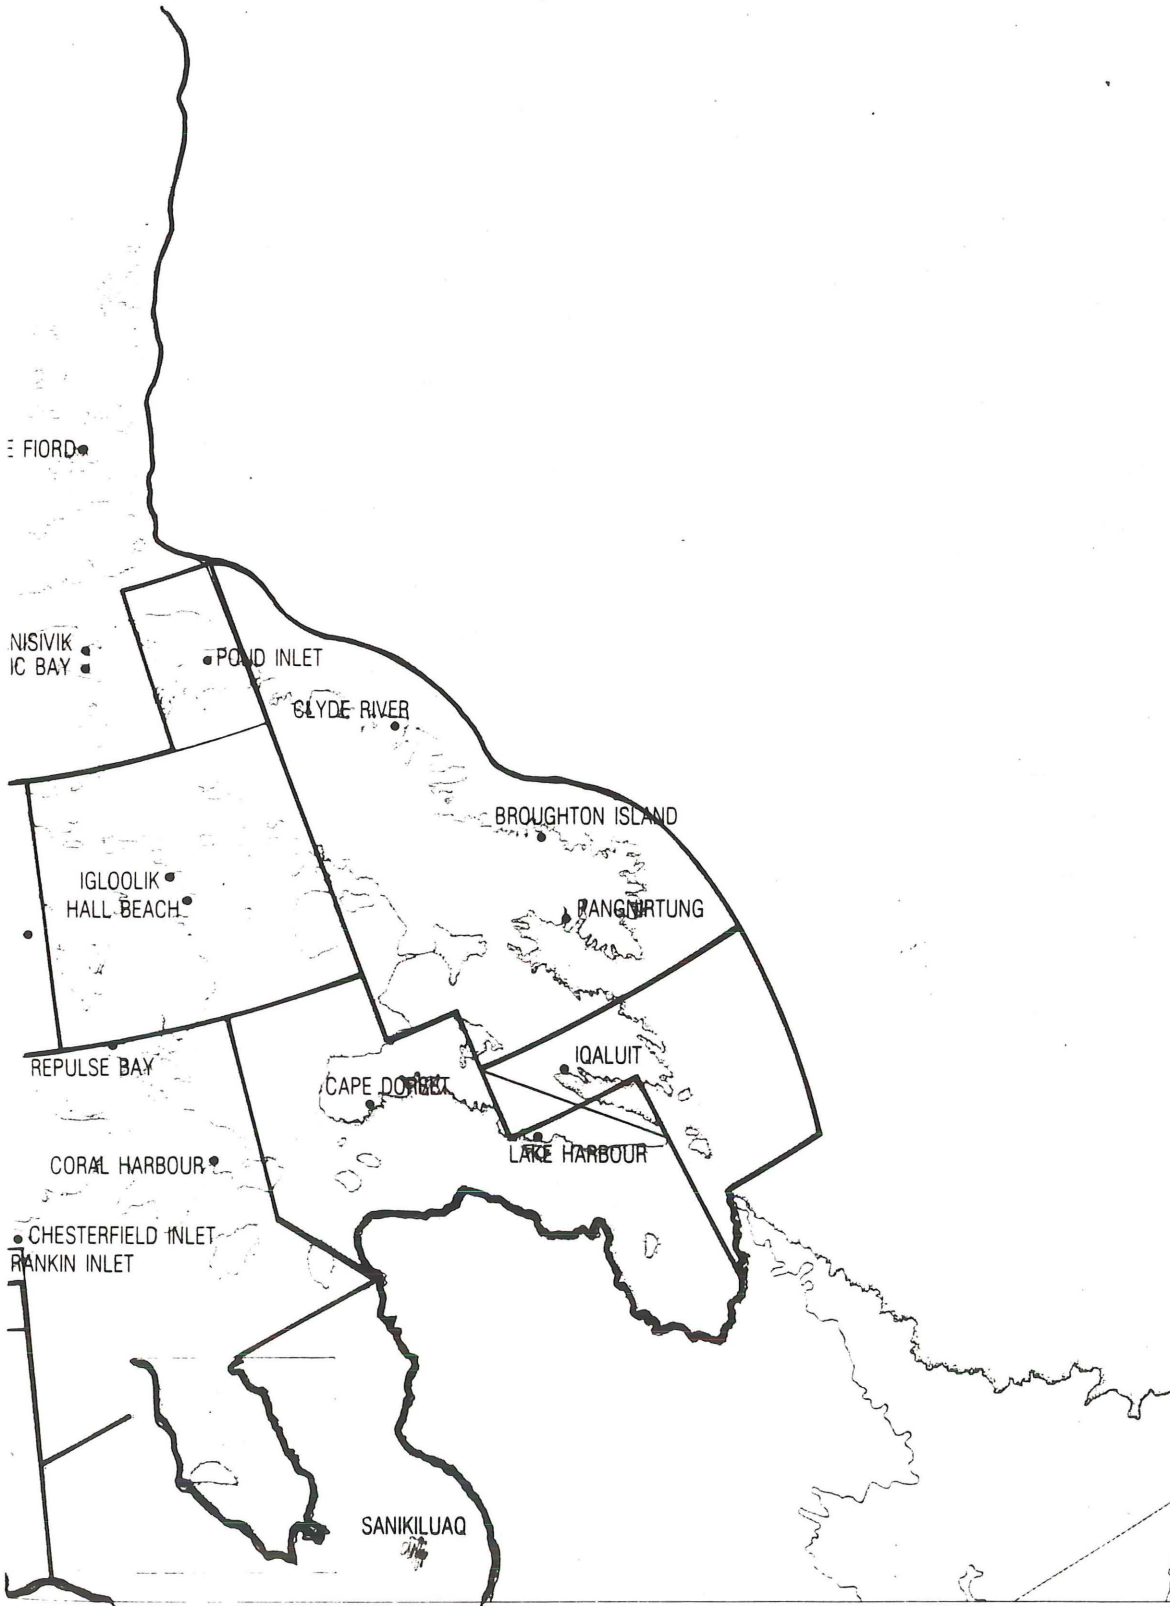 E FIORD
NISIVIK
IC BAY
POND INLET
CLYDE RIVER
BROUGHTON ISLAND
IGLOOLIK
HALL BEACH
PANGNIRTUNG
REPULSE BAY
IQALUIT
CAPE DORSET
LAKE HARBOUR
CORAL HARBOUR
CHESTERFIELD INLET
RANKIN INLET
SANIKILUAQ